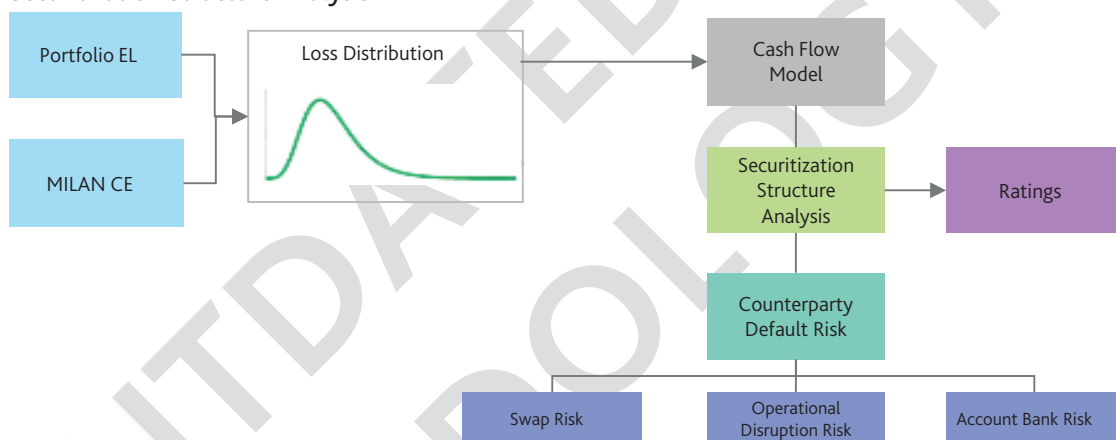 Portfolio EL
Loss Distribution
Cash Flow
Model
MILAN CE
Securitization
Structure
Analysis
Ratings
Counterparty
Default Risk
Swap Risk
Operational
Disruption Risk
Account Bank Risk